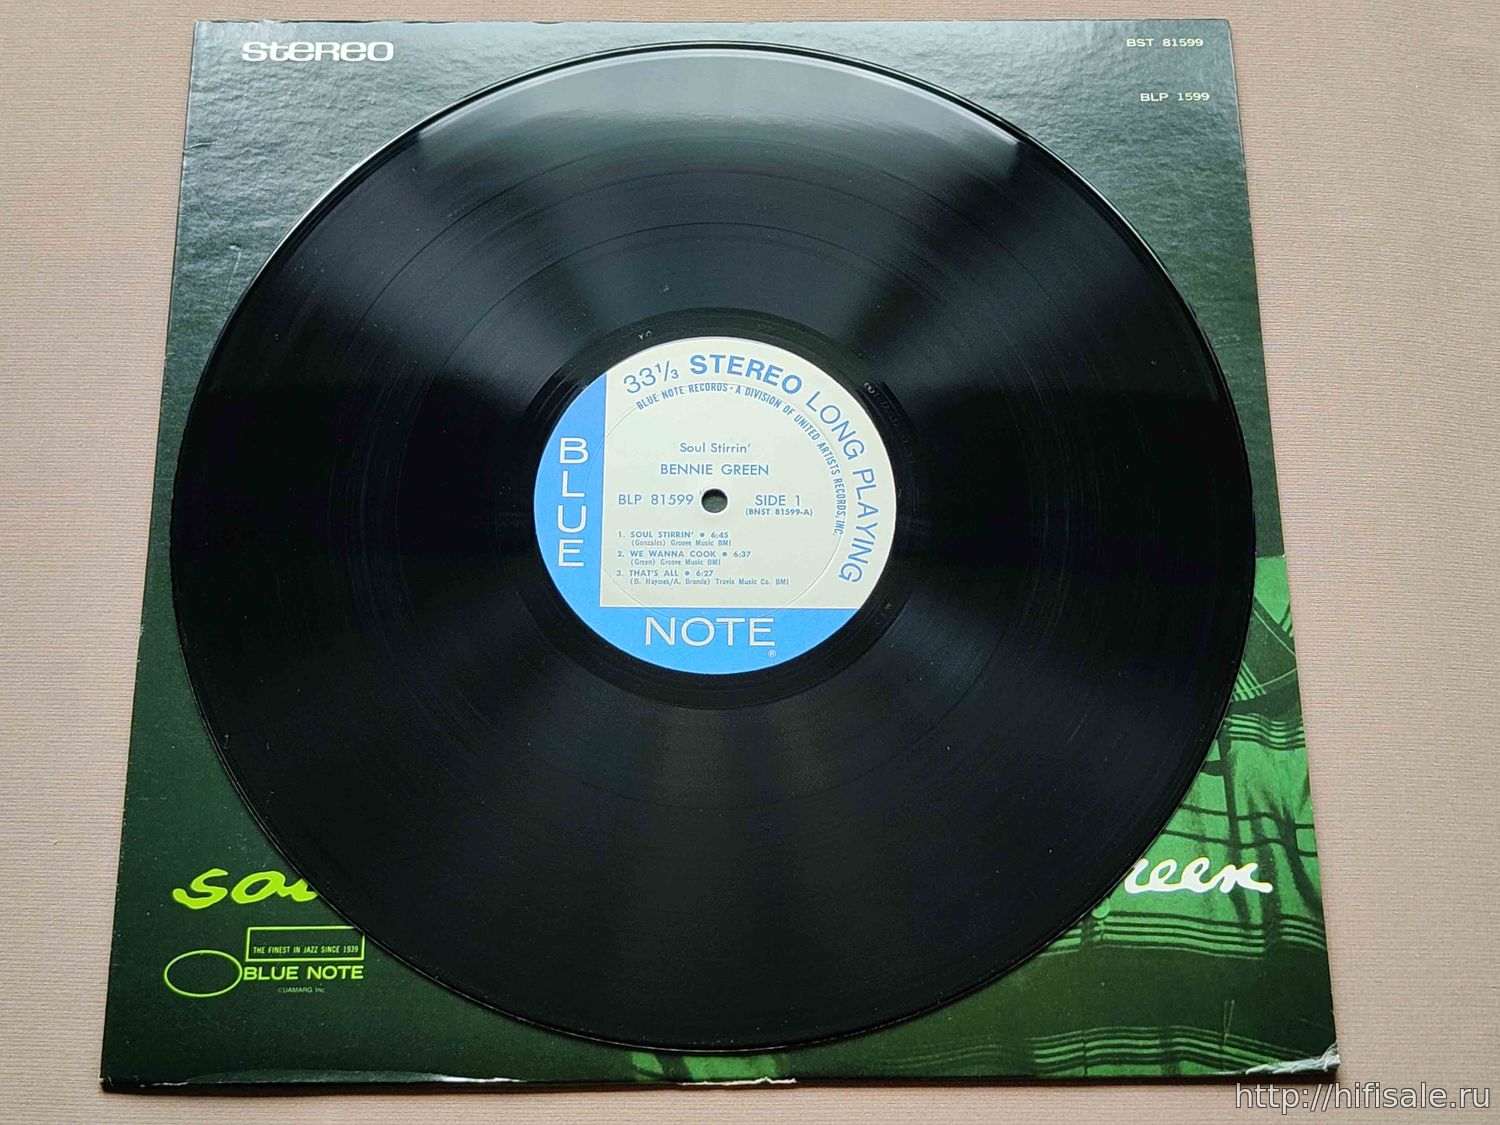 stereo
BST 81599
BLP 1599
33⅓ STEREO LONG PLAYING
BLUE NOTE RECORDS • A DIVISION OF UNITED ARTISTS RECORDS, INC.
BLUE
Soul Stirrin'
BENNIE GREEN
BLP 81599
SIDE 1
(BNST 81599-A)
1. SOUL STIRRIN' • 6:45
(Gonzales) Groove Music BMI
2. WE WANNA COOK • 6:37
(Green) Groove Music BMI
3. THAT'S ALL • 6:27
(B. Haymes/A. Brandt) Travis Music Co. BMI
NOTE
®
sou
reen
THE FINEST IN JAZZ SINCE 1939
BLUE NOTE
http://hifisale.ru